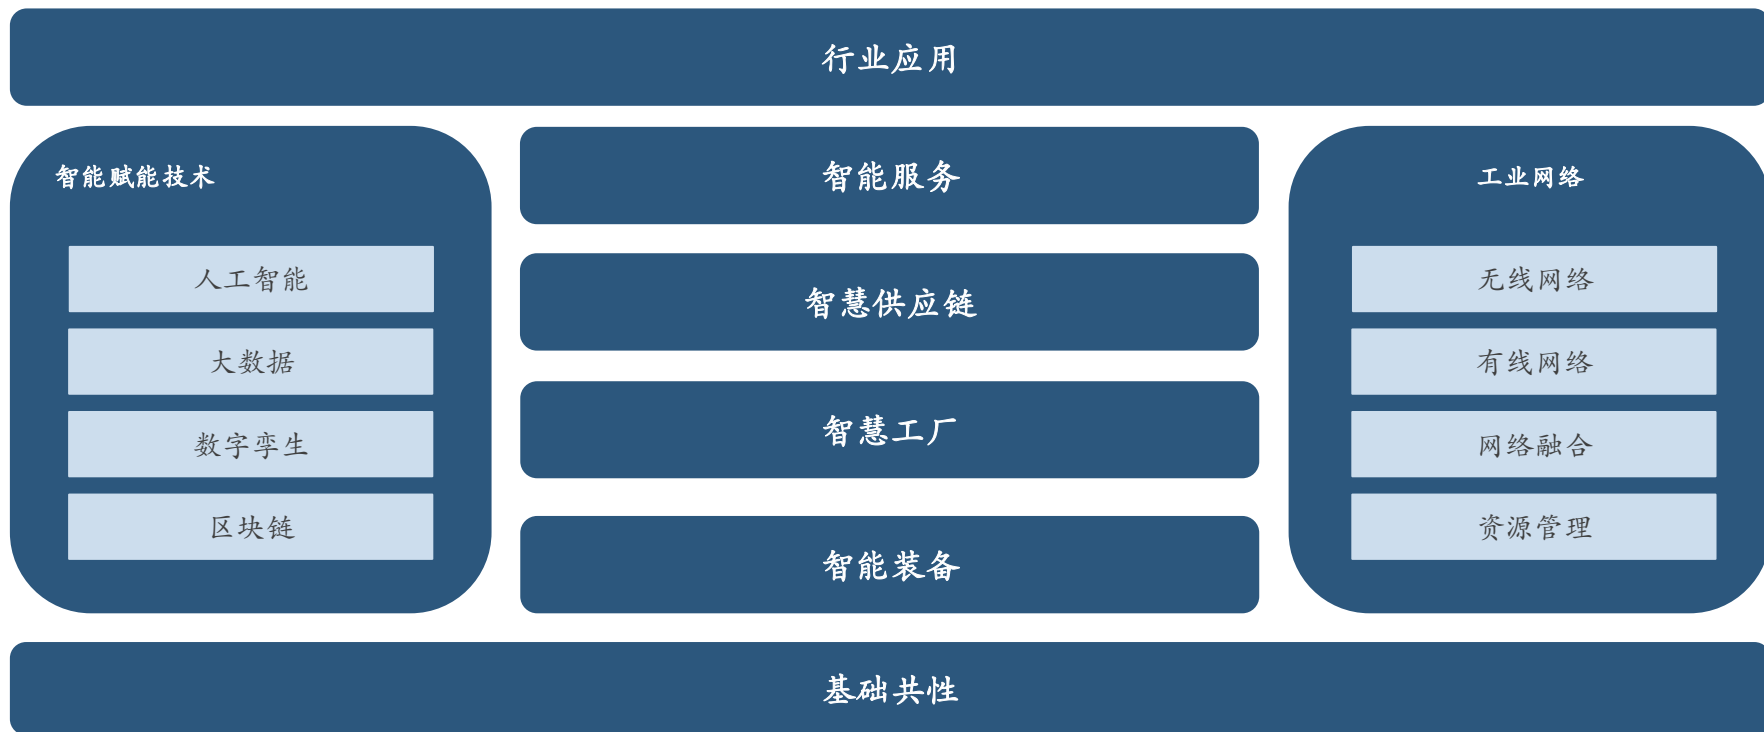 行业应用
智能赋能技术
人工智能
大数据
数字孪生
区块链
智能服务
智慧供应链
智慧工厂
智能装备
工业网络
无线网络
有线网络
网络融合
资源管理
基础共性